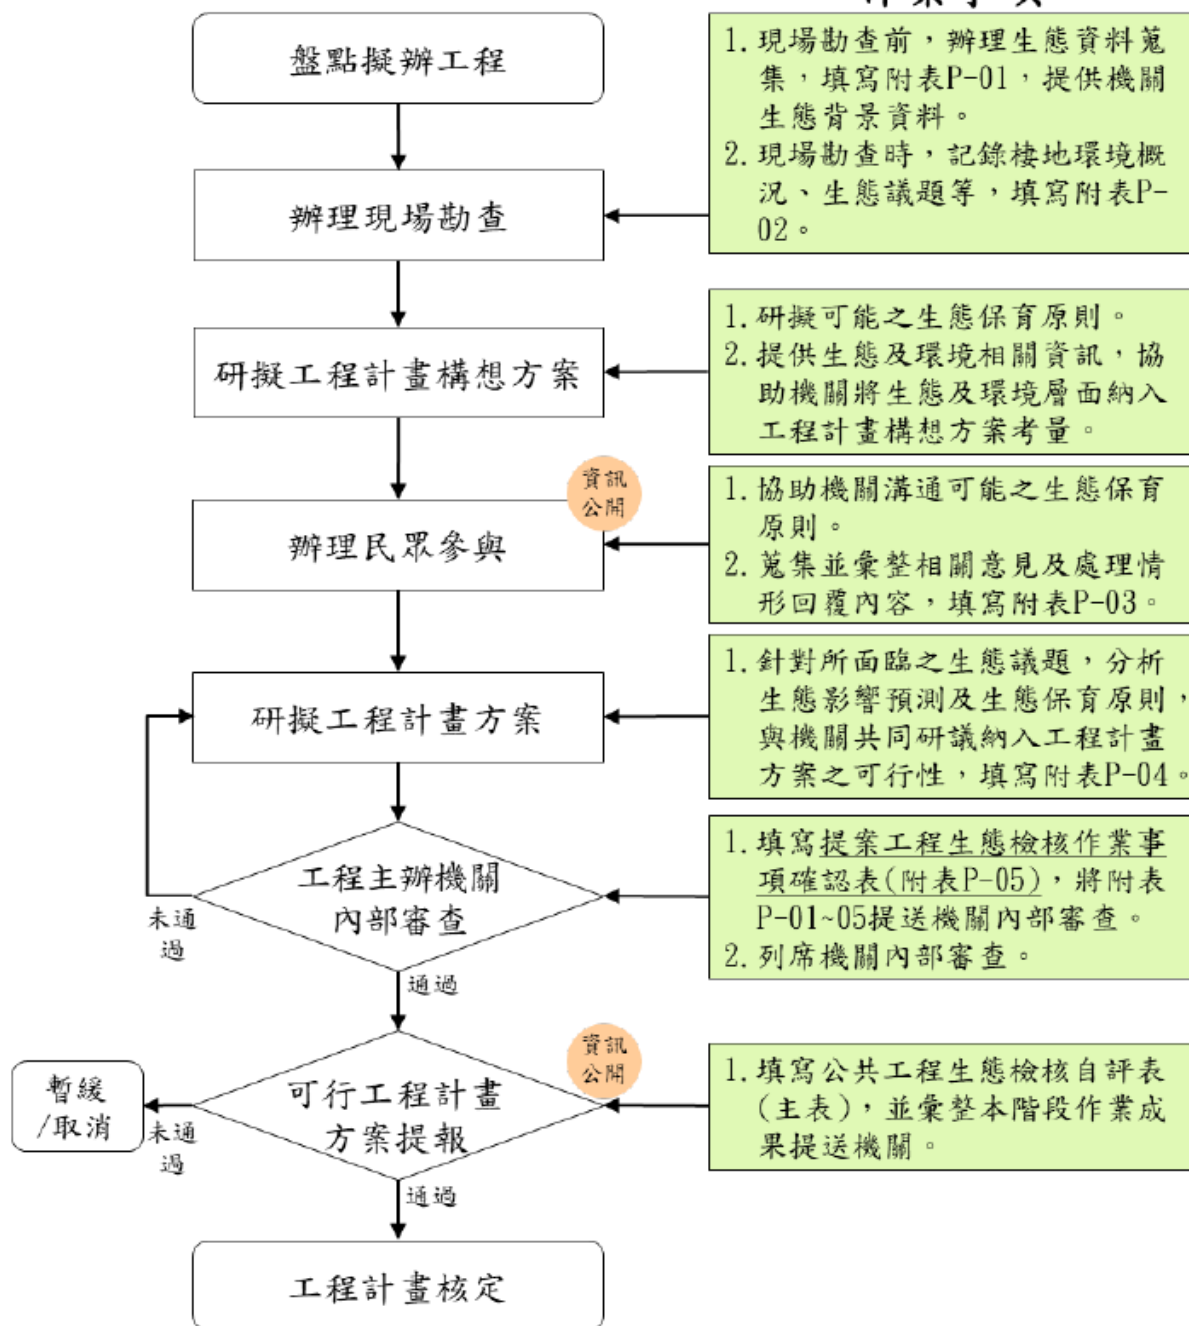 作業事項
盤點擬辦工程
1. 現場勘查前，辦理生態資料蒐
集，填寫附表P-01，提供機關
生態背景資料。
2. 現場勘查時，記錄棲地環境概
況、生態議題等，填寫附表P-
02。
辦理現場勘查
研擬工程計畫構想方案
1. 研擬可能之生態保育原則。
2. 提供生態及環境相關資訊，協
助機關將生態及環境層面納入
工程計畫構想方案考量。
資訊
公開
辦理民眾參與
1. 協助機關溝通可能之生態保育
原則。
2. 蒐集並彙整相關意見及處理情
形回覆內容，填寫附表P-03。
研擬工程計畫方案
1. 針對所面臨之生態議題，分析
生態影響預測及生態保育原則，
與機關共同研議納入工程計畫
方案之可行性，填寫附表P-04。
工程主辦機關
內部審查
未通
過
通過
1. 填寫提案工程生態檢核作業事
項確認表(附表P-05)，將附表
P-01~05提送機關內部審查。
2. 列席機關內部審查。
資訊
公開
可行工程計畫
方案提報
暫緩
/取消
未通
過
通過
1. 填寫公共工程生態檢核自評表
(主表)，並彙整本階段作業成
果提送機關。
工程計畫核定